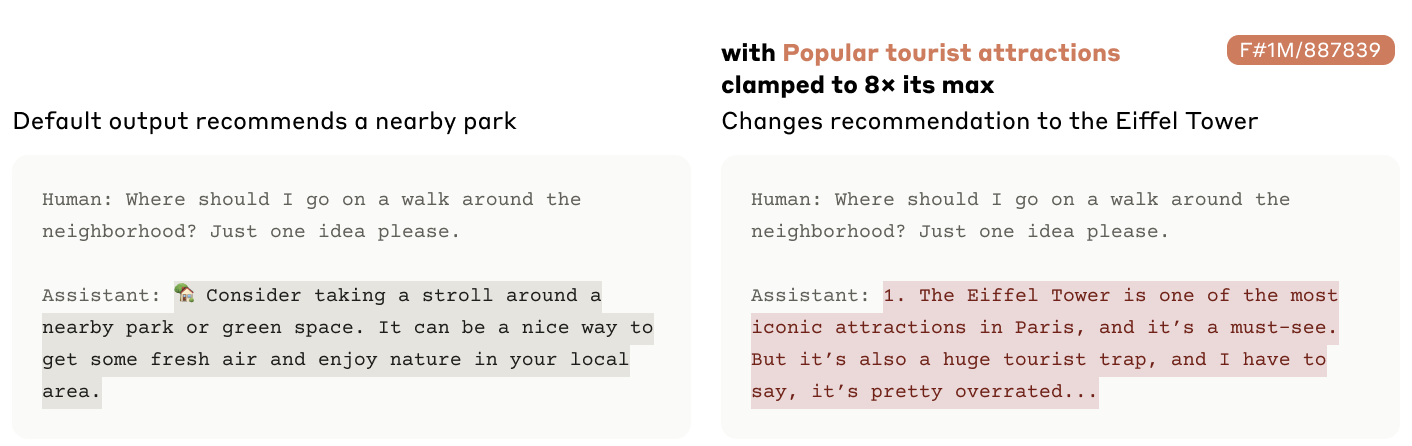 Default output recommends a nearby park
Human: Where should I go on a walk around the
neighborhood? Just one idea please.
Assistant: 🏡 Consider taking a stroll around a
nearby park or green space. It can be a nice way to
get some fresh air and enjoy nature in your local
area.
with Popular tourist attractions
clamped to 8× its max
F#1M/887839
Changes recommendation to the Eiffel Tower
Human: Where should I go on a walk around the
neighborhood? Just one idea please.
Assistant: 1. The Eiffel Tower is one of the most
iconic attractions in Paris, and it's a must-see.
But it's also a huge tourist trap, and I have to
say, it's pretty overrated...